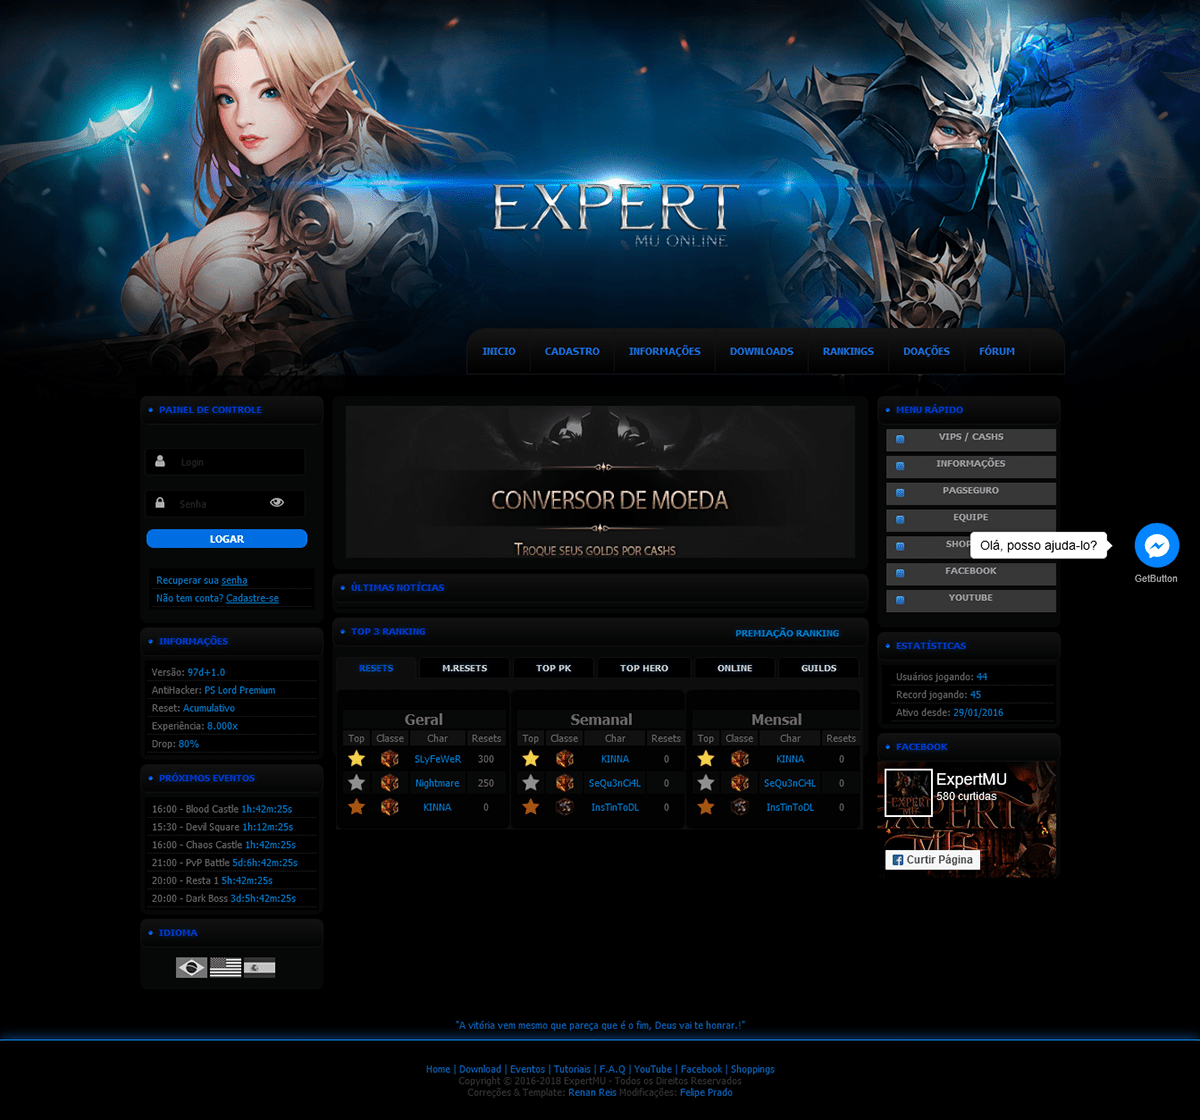 EXPERT
MU ONLINE
INICIO
CADASTRO
INFORMAÇÕES
DOWNLOADS
RANKINGS
DOAÇÕES
FÓRUM
PAINEL DE CONTROLE
Login
Senha
LOGAR
Recuperar sua senha
Não tem conta? Cadastre-se
INFORMAÇÕES
Versão: 97d+1.0
AntiHacker: PS Lord Premium
Reset: Acumulativo
Experiência: 8.000x
Drop: 80%
PRÓXIMOS EVENTOS
16:00 - Blood Castle 1h:42m:25s
15:30 - Devil Square 1h:12m:25s
16:00 - Chaos Castle 1h:42m:25s
21:00 - PvP Battle 5d:6h:42m:25s
20:00 - Resta 1 5h:42m:25s
20:00 - Dark Boss 3d:5h:42m:25s
IDIOMA
CONVERSOR DE MOEDA
TROQUE SEUS GOLDS POR CASHS
ÚLTIMAS NOTÍCIAS
TOP 3 RANKING
PREMIAÇÃO RANKING
RESETS
M.RESETS
TOP PK
TOP HERO
ONLINE
GUILDS
Geral
Top Classe Char Resets
SLyFeWeR 300
Nightmare 250
KINNA 0
Semanal
Top Classe Char Resets
KINNA 0
SeQu3nCi4L 0
InsTinToDL 0
Mensal
Top Classe Char Resets
KINNA 0
SeQu3nCi4L 0
InsTinToDL 0
MENU RÁPIDO
VIPS / CASHS
INFORMAÇÕES
PAGSEGURO
EQUIPE
SHOP
Olá, posso ajuda-lo?
GetButton
FACEBOOK
YOUTUBE
ESTATÍSTICAS
Usuários jogando: 44
Record jogando: 45
Ativo desde: 29/01/2016
FACEBOOK
ExpertMU
580 curtidas
EXPERT
MU
Curtir Página
"A vitória vem mesmo que pareça que é o fim, Deus vai te honrar.!"
Home | Download | Eventos | Tutoriais | F.A.Q | YouTube | Facebook | Shoppings
Copyright © 2016-2018 ExpertMU - Todos os Direitos Reservados
Correções & Template: Renan Reis Modificações: Felipe Prado